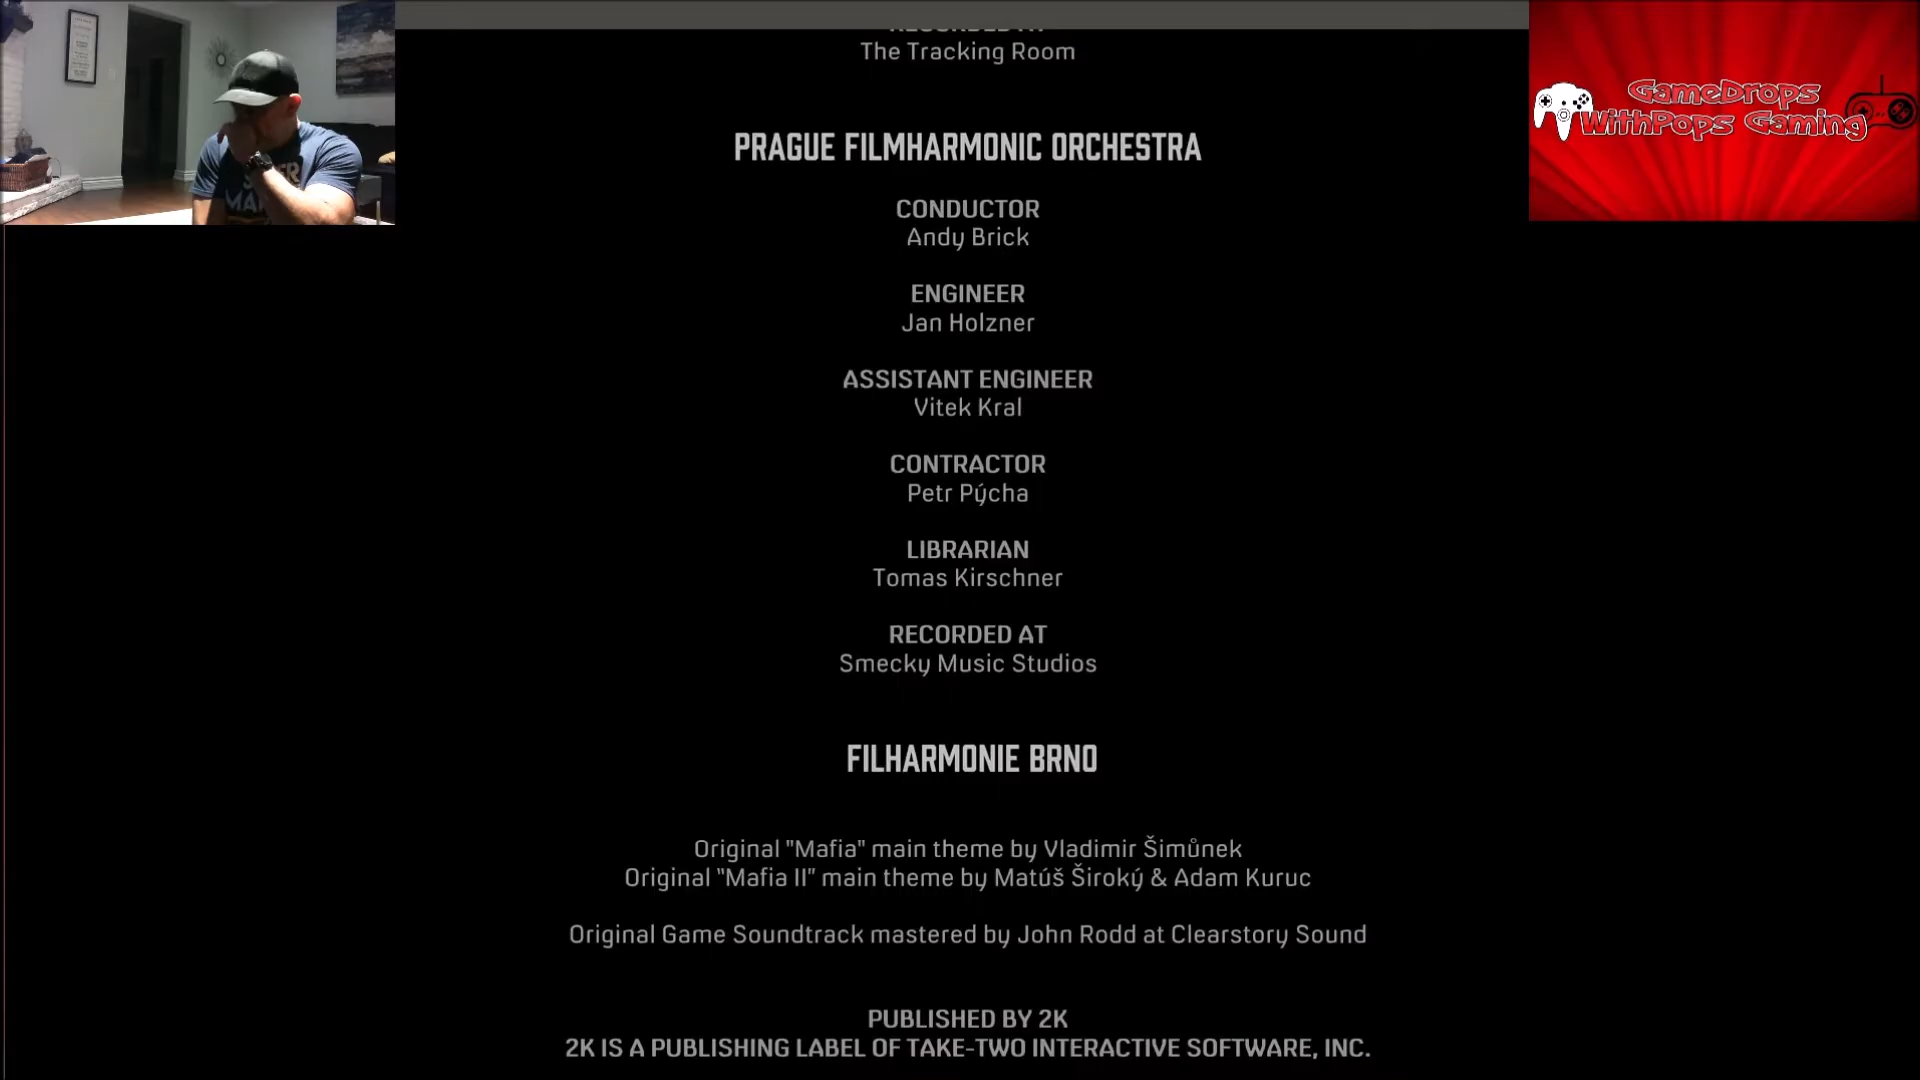 The Tracking Room
PRAGUE FILMHARMONIC ORCHESTRA
CONDUCTOR
Andy Brick
ENGINEER
Jan Holzner
ASSISTANT ENGINEER
Vitek Kral
CONTRACTOR
Petr Pýcha
LIBRARIAN
Tomas Kirschner
RECORDED AT
Smecky Music Studios
FILHARMONIE BRNO
Original "Mafia" main theme by Vladimir Šimůnek
Original “Mafia II” main theme by Matúš Široký & Adam Kuruc
Original Game Soundtrack mastered by John Rodd at Clearstory Sound
PUBLISHED BY 2K
2K IS A PUBLISHING LABEL OF TAKE-TWO INTERACTIVE SOFTWARE, INC.
GameDrops
WithPops Gaming